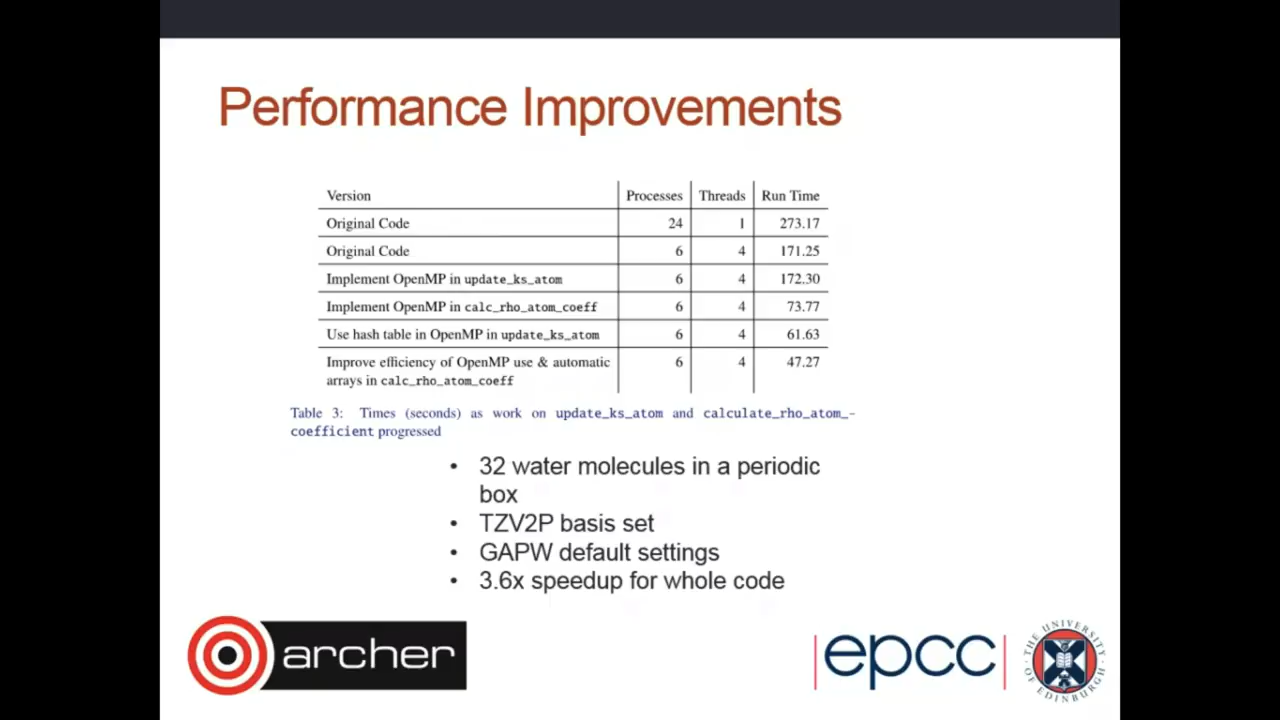 Performance Improvements
Version Processes Threads Run Time
Original Code 24 1 273.17
Original Code 6 4 171.25
Implement OpenMP in update_ks_atom 6 4 172.30
Implement OpenMP in calc_rho_atom_coeff 6 4 73.77
Use hash table in OpenMP in update_ks_atom 6 4 61.63
Improve efficiency of OpenMP use & automatic 6 4 47.27
arrays in calc_rho_atom_coeff
Table 3: Times (seconds) as work on update_ks_atom and calculate_rho_atom_-
coefficient progressed
• 32 water molecules in a periodic
box
• TZV2P basis set
• GAPW default settings
• 3.6x speedup for whole code
archer
epcc
THE UNIVERSITY
OF EDINBURGH